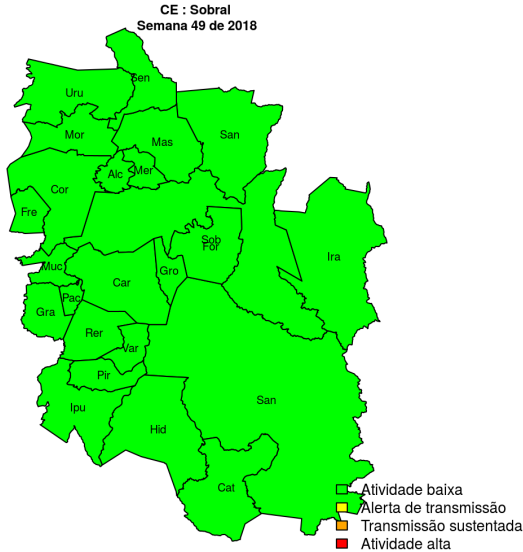 CE : Sobral
Semana 49 de 2018
Sen
Uru
Mor
Mas
San
Alc
Mer
Cor
Fre
Sob
For
Ira
Muc
Gro
Car
Pac
Gra
Rer
Var
Pir
San
Ipu
Hid
Cat
Atividade baixa
Alerta de transmissão
Transmissão sustentada
Atividade alta